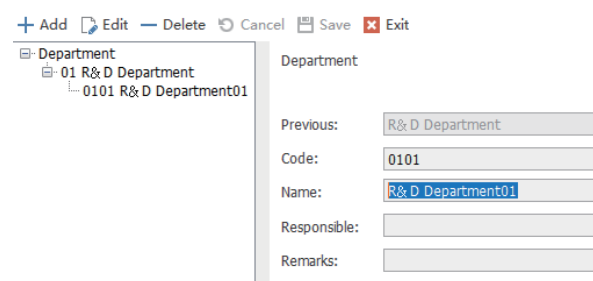 Add Edit Delete Cancel Save Exit
Department
01 R& D Department
0101 R& D Department01
Department
Previous: R& D Department
Code: 0101
Name: R& D Department01
Responsible:
Remarks: